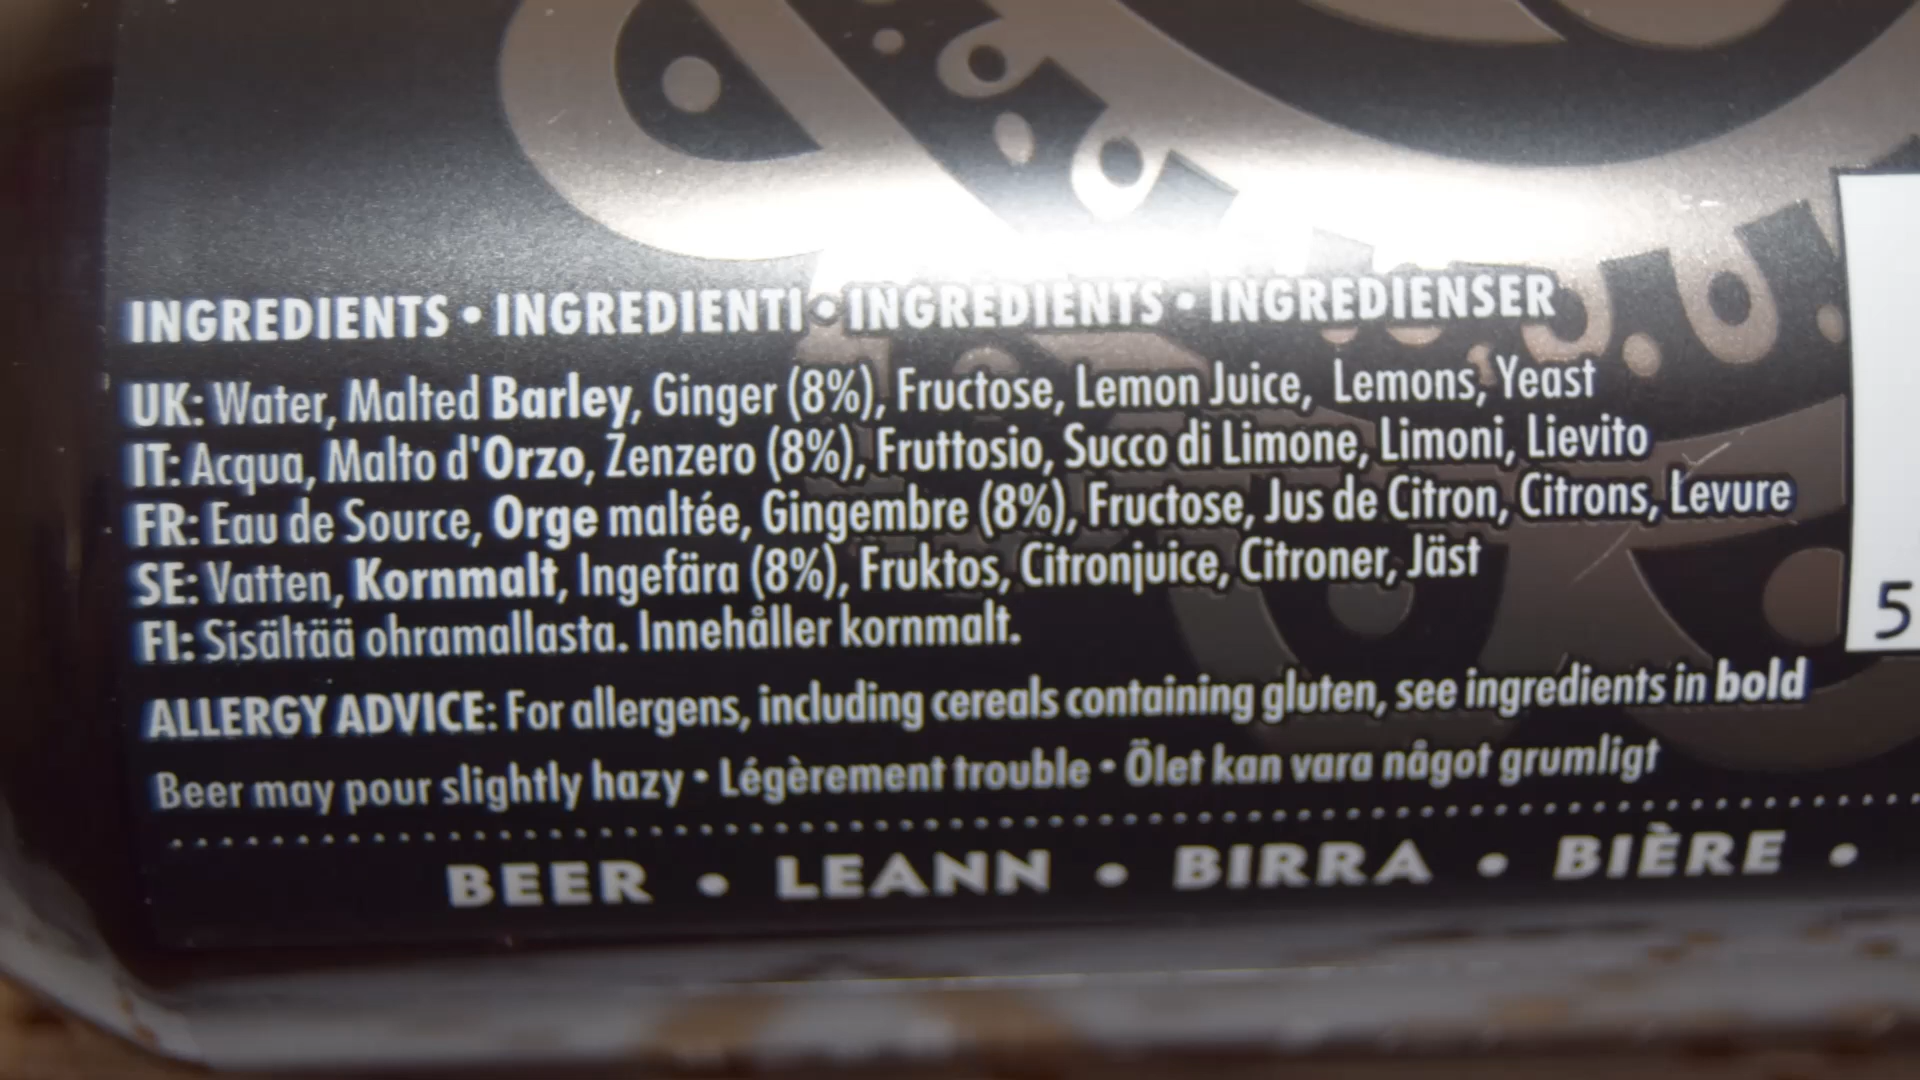 INGREDIENTS • INGREDIENTI • INGREDIENTS • INGREDIENSER
UK: Water, Malted Barley, Ginger (8%), Fructose, Lemon Juice, Lemons, Yeast
IT: Acqua, Malto d'Orzo, Zenzero (8%), Fruttosio, Succo di Limone, Limoni, Lievito
FR: Eau de Source, Orge maltée, Gingembre (8%), Fructose, Jus de Citron, Citrons, Levure
SE: Vatten, Kornmalt, Ingefära (8%), Fruktos, Citronjuice, Citroner, Jäst
FI: Sisältää ohramallasta. Innehåller kornmalt.
ALLERGY ADVICE: For allergens, including cereals containing gluten, see ingredients in bold
Beer may pour slightly hazy • Légèrement trouble • Ölet kan vara något grumligt
BEER • LEANN • BIRRA • BIÈRE •
5